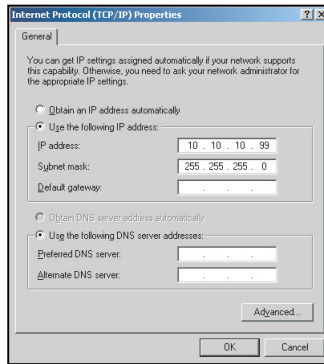 Internet Protocol (TCP/IP) Properties
General
You can get IP settings assigned automatically if your network supports
this capability. Otherwise, you need to ask your network administrator for
the appropriate IP settings.
Obtain an IP address automatically
Use the following IP address:
IP address: 10 . 10 . 10 . 99
Subnet mask: 255 . 255 . 255 . 0
Default gateway: . . .
Obtain DNS server address automatically
Use the following DNS server addresses:
Preferred DNS server: . . .
Alternate DNS server: . . .
Advanced...
OK Cancel